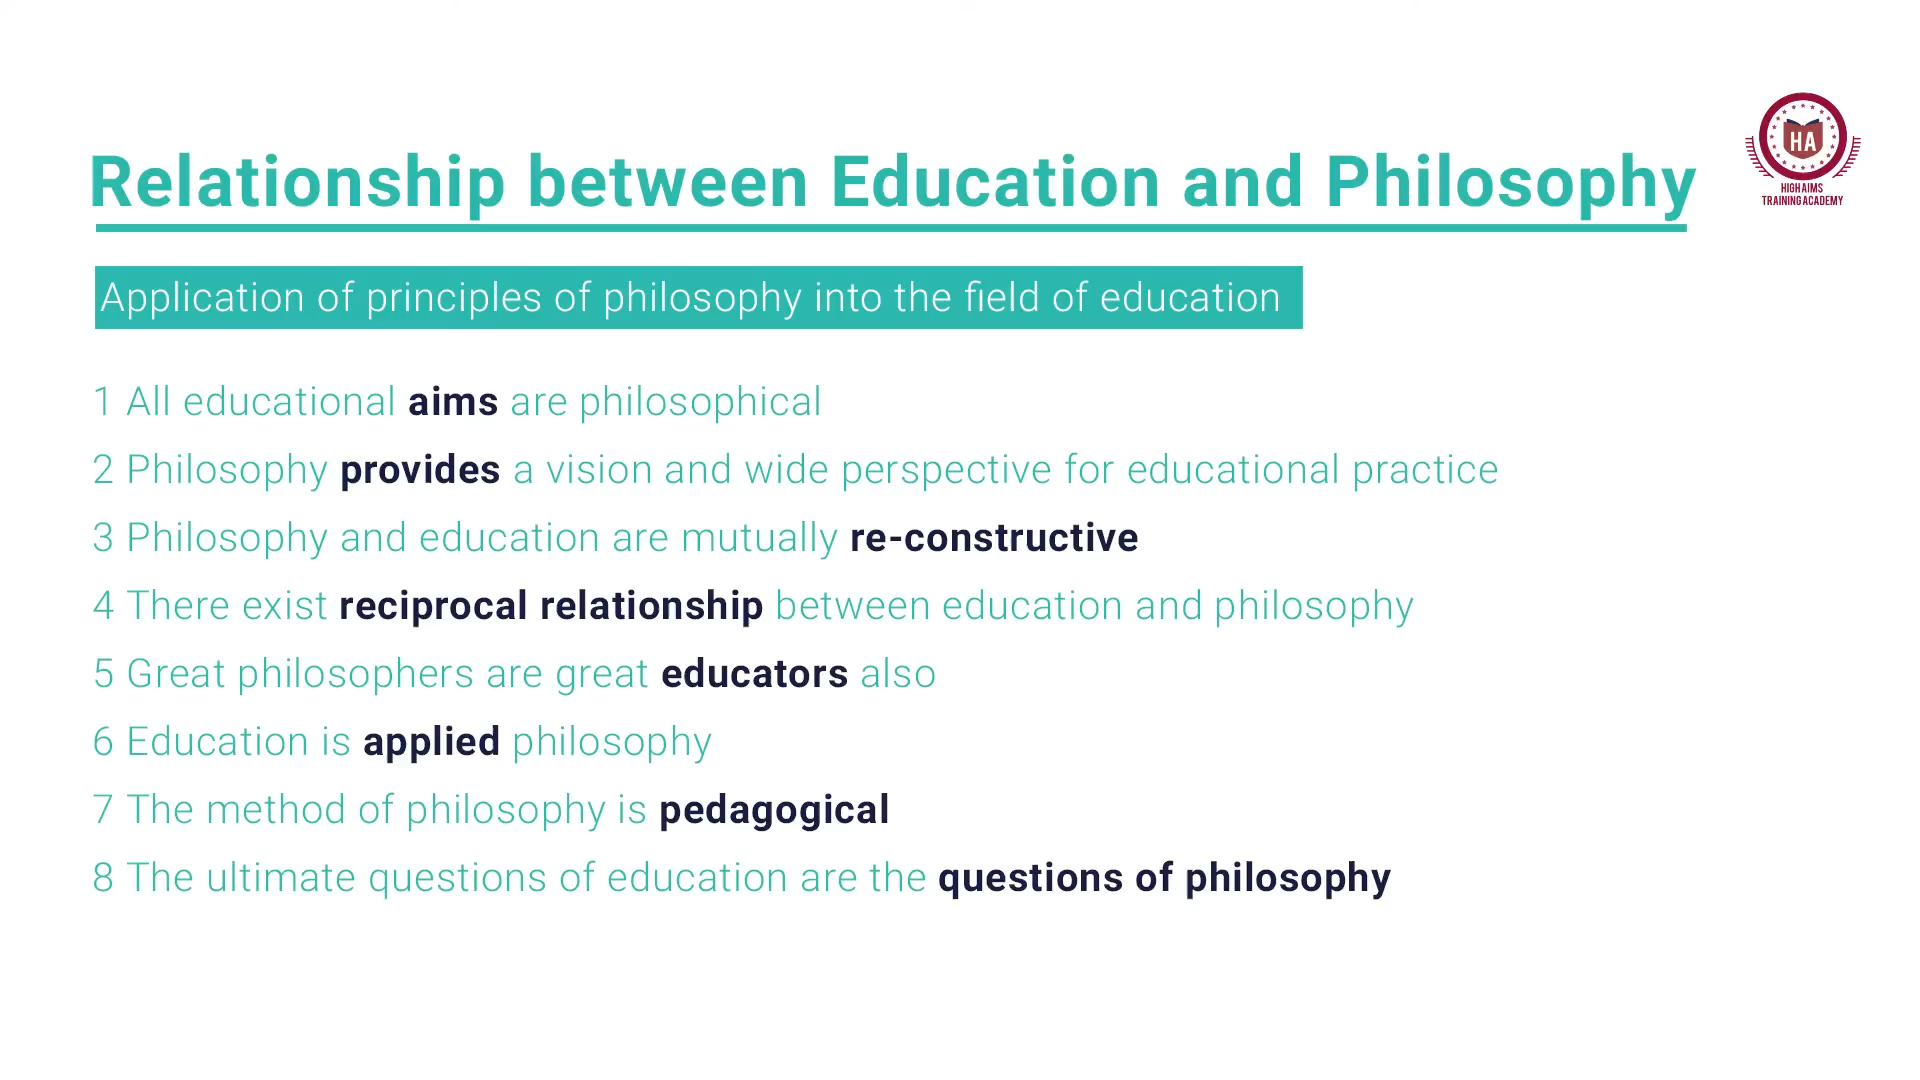 Relationship between Education and Philosophy
HA
HIGH AIMS
TRAINING ACADEMY
Application of principles of philosophy into the field of education
1 All educational aims are philosophical
2 Philosophy provides a vision and wide perspective for educational practice
3 Philosophy and education are mutually re-constructive
4 There exist reciprocal relationship between education and philosophy
5 Great philosophers are great educators also
6 Education is applied philosophy
7 The method of philosophy is pedagogical
8 The ultimate questions of education are the questions of philosophy